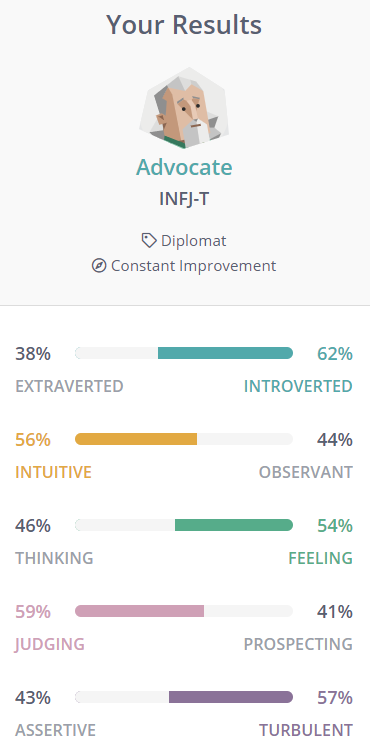 Your Results
Advocate
INFJ-T
Diplomat
Constant Improvement
38% 62%
EXTRAVERTED INTROVERTED
56% 44%
INTUITIVE OBSERVANT
46% 54%
THINKING FEELING
59% 41%
JUDGING PROSPECTING
43% 57%
ASSERTIVE TURBULENT